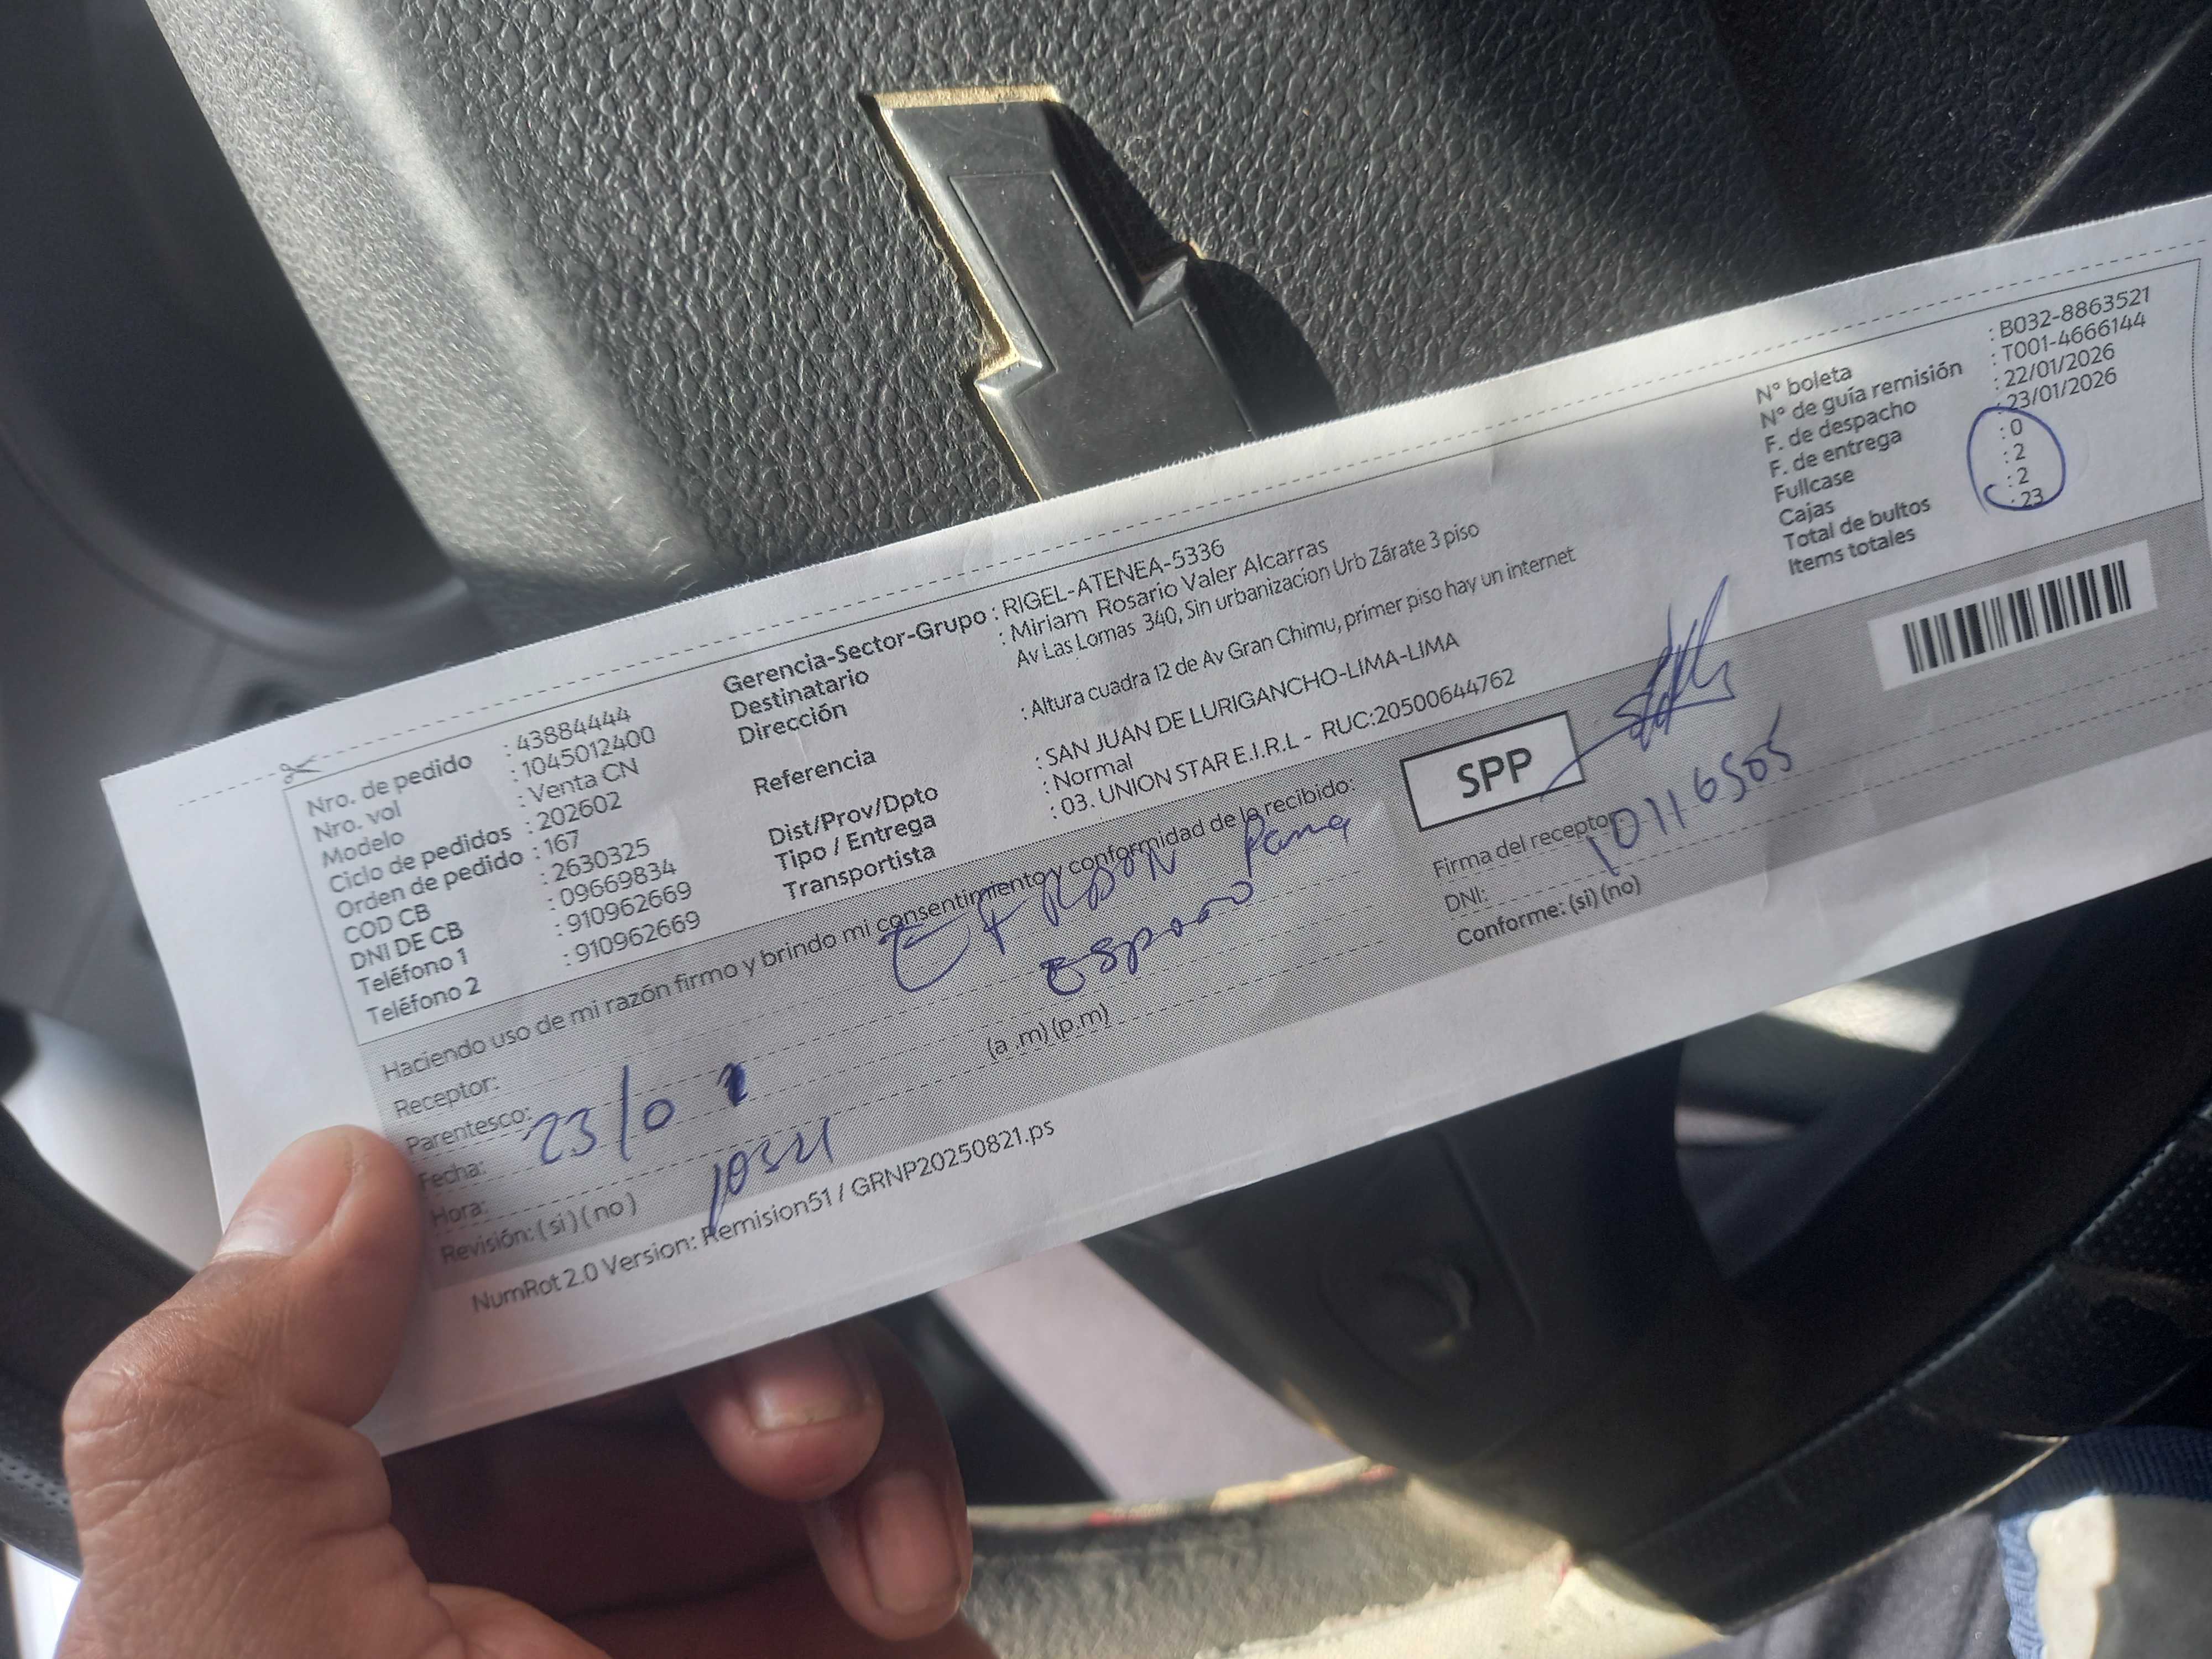 Nro. de pedido : 43884444
Nro. vol : 1045012400
Modelo : Venta CN
Ciclo de pedidos : 202602
Orden de pedido : 167
COD CB : 2630325
DNI DE CB : 09669834
Teléfono 1 : 910962669
Teléfono 2 : 910962669
Gerencia-Sector-Grupo : RIGEL-ATENEA-5336
Destinatario : Miriam Rosario Valer Alcarras
Dirección Av Las Lomas 340, Sin urbanizacion Urb Zárate 3 piso
Referencia : Altura cuadra 12 de Av Gran Chimu, primer piso hay un internet
Dist/Prov/Dpto : SAN JUAN DE LURIGANCHO-LIMA-LIMA
Tipo / Entrega : Normal
Transportista : 03. UNION STAR E.I.R.L - RUC:20500644762
N° boleta : B032-8863521
N° de guía remisión : T001-4666144
F. de despacho : 22/01/2026
F. de entrega : 23/01/2026
Fullcase : 0
Cajas : 2
Total de bultos : 2
Items totales : 23
Haciendo uso de mi razón firmo y brindo mi consentimiento y conformidad de lo recibido:
Receptor:
Parentesco: Esposo
Fecha: 23/01
Hora: (a.m) (p.m)
Revisión: (si) (no)
SPP
Firma del receptor:
DNI: 10116505
Conforme: (si) (no)
NumRot 2.0 Version: Remision51 / GRNP20250821.ps